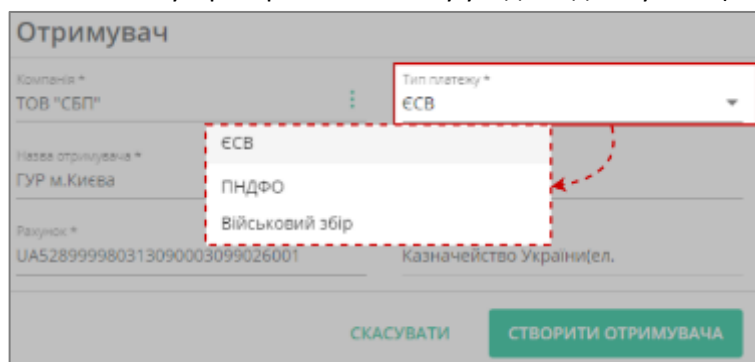 Отримувач
Компанія * Тип платежу *
ТОВ "СБП" ЄСВ
ЄСВ
Назва отримувача *
ГУР м.Києва
ПНДФО
Військовий збір
Рахунок *
UA528999980313090003099026001 Казначейство України(ел.
СКАСУВАТИ СТВОРИТИ ОТРИМУВАЧА